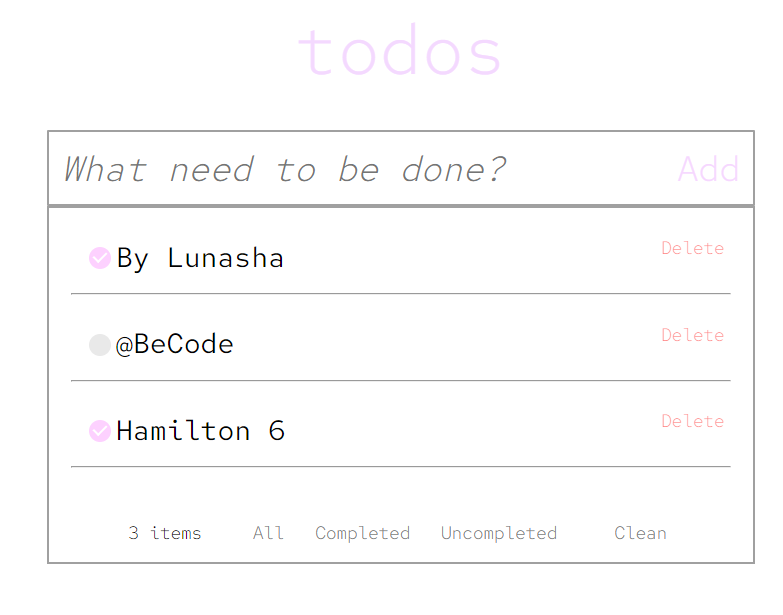 todos
What need to be done? Add
By Lunasha Delete
@BeCode Delete
Hamilton 6 Delete
3 items All Completed Uncompleted Clean